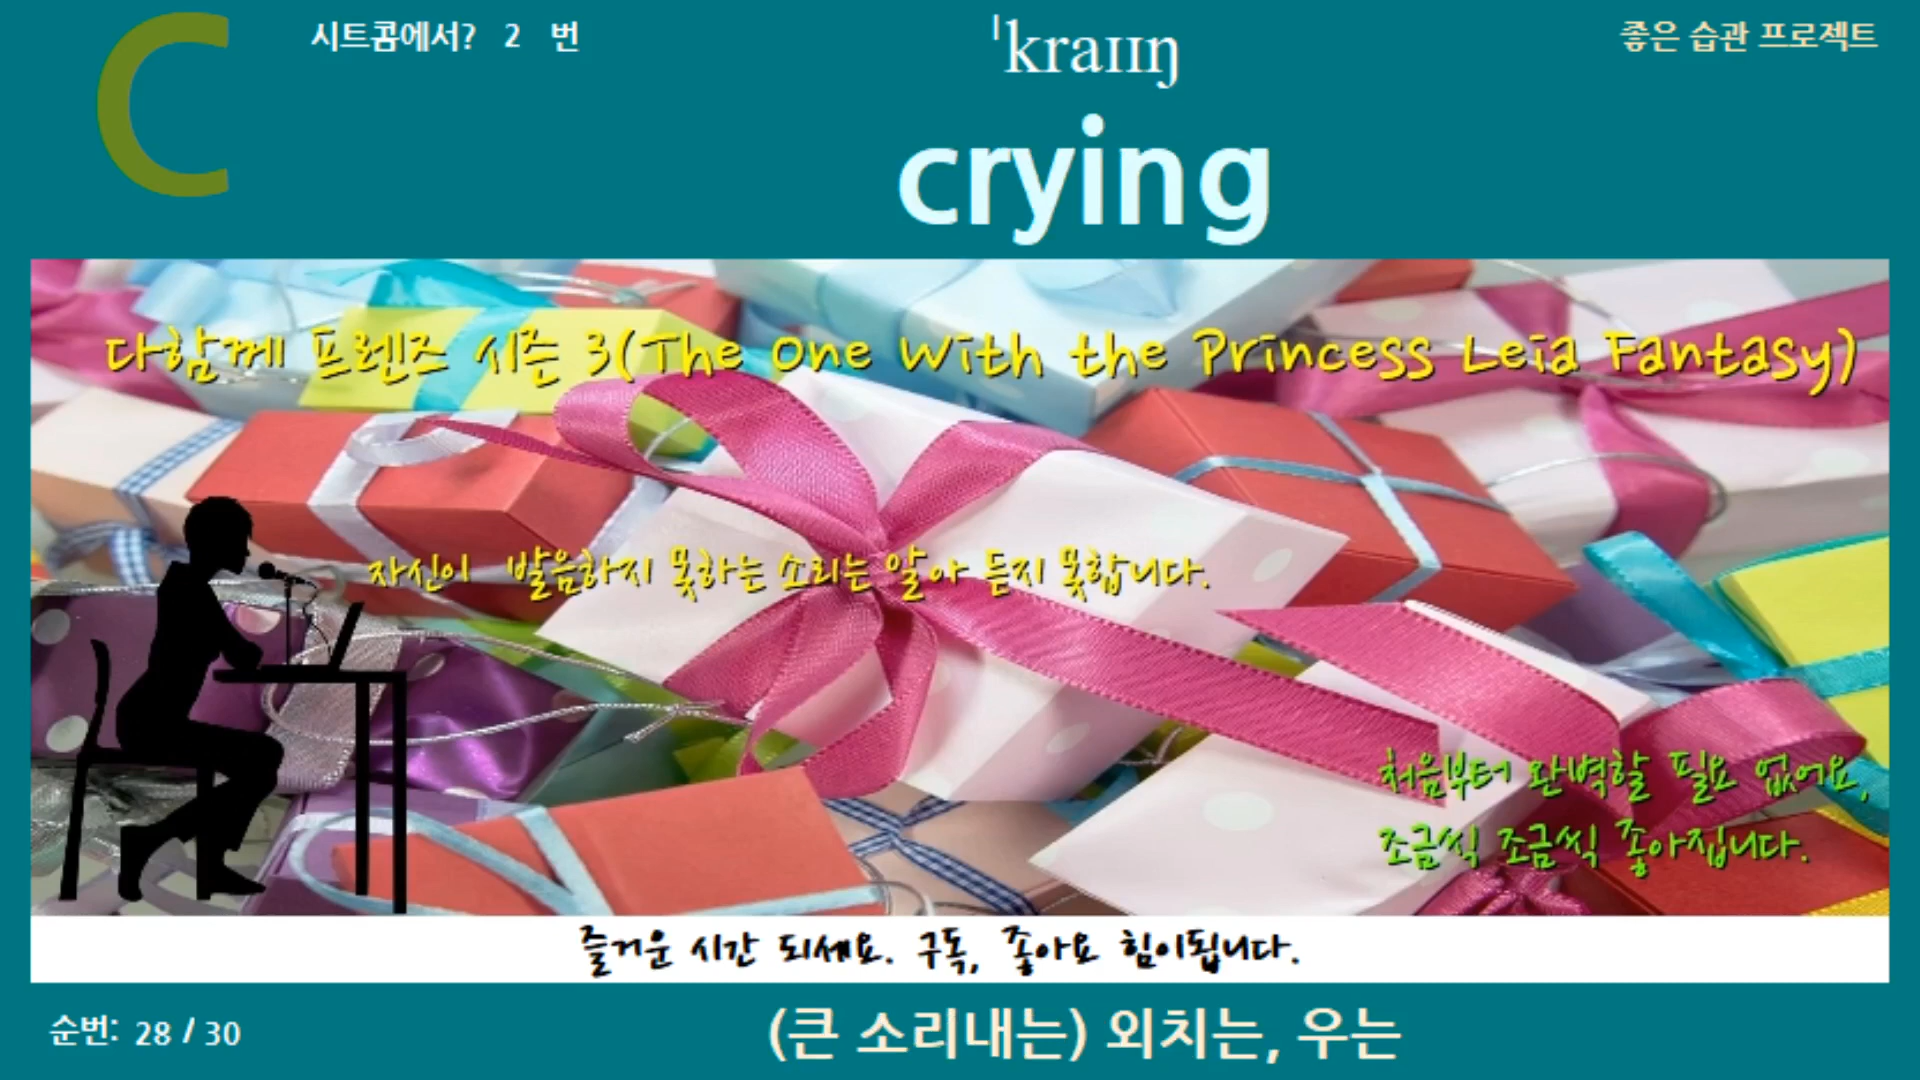 C
시트콤에서? 2 번
ˈkraɪɪŋ
좋은 습관 프로젝트
crying
다함께 프렌즈 시즌 3(The One With the Princess Leia Fantasy)
자신이 발음하지 못하는 소리는 알아 듣지 못합니다.
처음부터 완벽할 필요 없어요,
조금씩 조금씩 좋아집니다.
즐거운 시간 되세요. 구독, 좋아요 힘이됩니다.
순번: 28 / 30
(큰 소리내는) 외치는, 우는